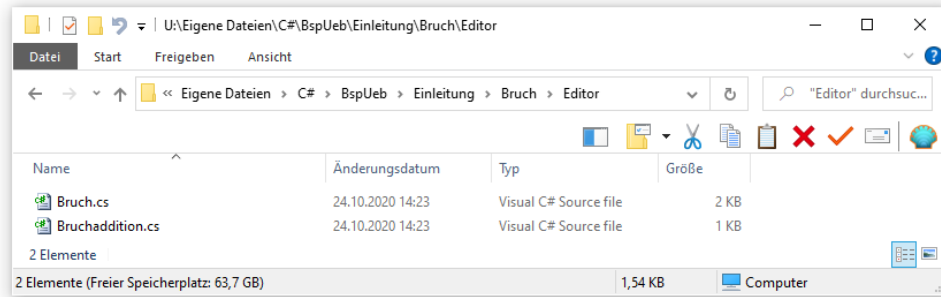 U:\Eigene Dateien\C#\BspUeb\Einleitung\Bruch\Editor
Datei Start Freigeben Ansicht
« Eigene Dateien › C# › BspUeb › Einleitung › Bruch › Editor "Editor" durchsuc...
Name Änderungsdatum Typ Größe
Bruch.cs 24.10.2020 14:23 Visual C# Source file 2 KB
Bruchaddition.cs 24.10.2020 14:23 Visual C# Source file 1 KB
2 Elemente
2 Elemente (Freier Speicherplatz: 63,7 GB) 1,54 KB Computer